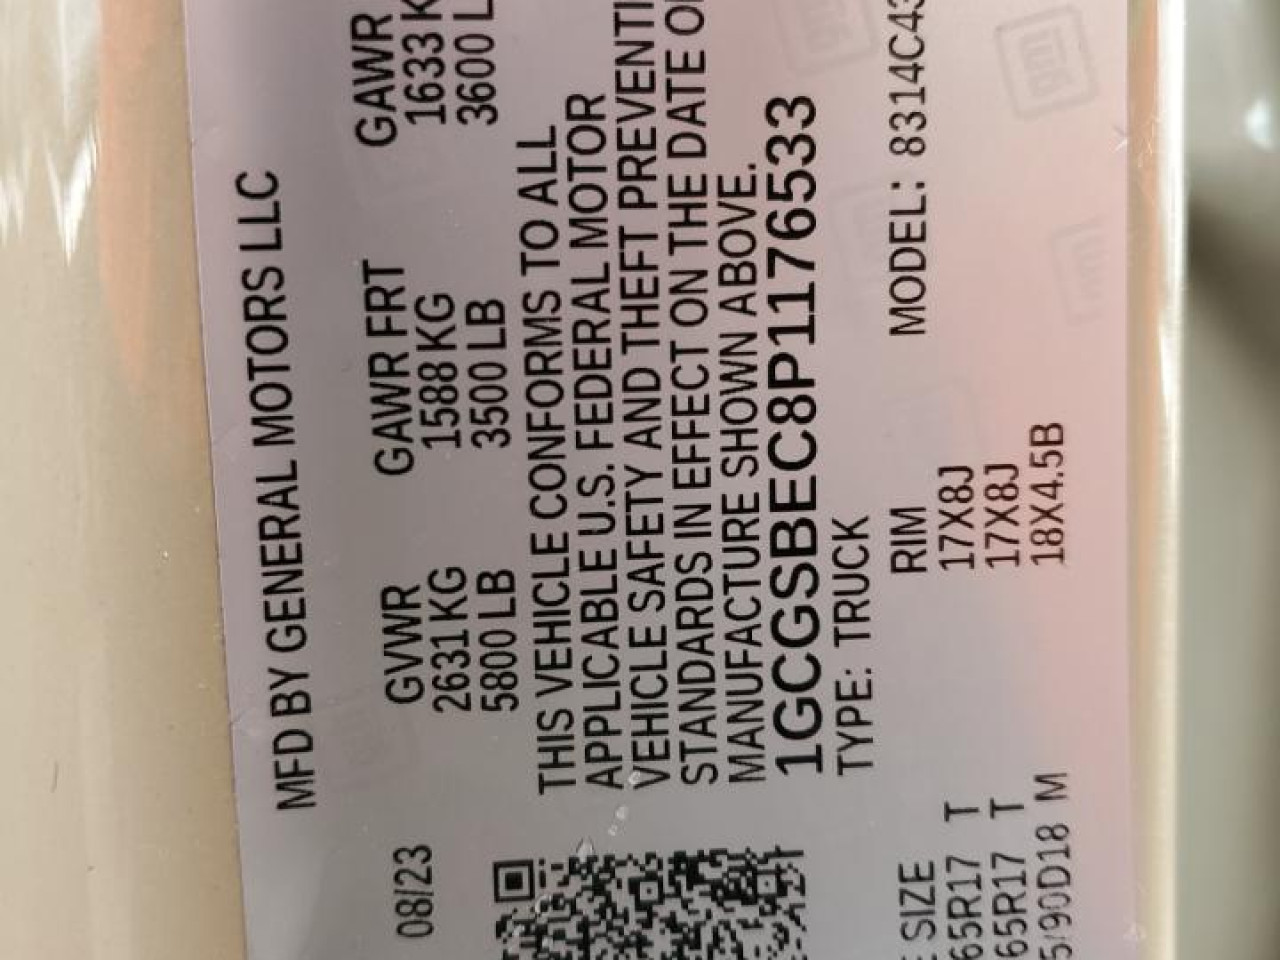 MFD BY GENERAL MOTORS LLC
08/23 GVWR GAWR FRT GAWR
2631 KG 1588 KG 1633 K
5800 LB 3500 LB 3600 L
THIS VEHICLE CONFORMS TO ALL
APPLICABLE U.S. FEDERAL MOTOR
VEHICLE SAFETY AND THEFT PREVENTI
STANDARDS IN EFFECT ON THE DATE O
MANUFACTURE SHOWN ABOVE.
1GCGSBEC8P1176533
TYPE: TRUCK
SIZE RIM MODEL: 8314C43
65R17 T 17X8J
65R17 T 17X8J
5/90D18 M 18X4.5B